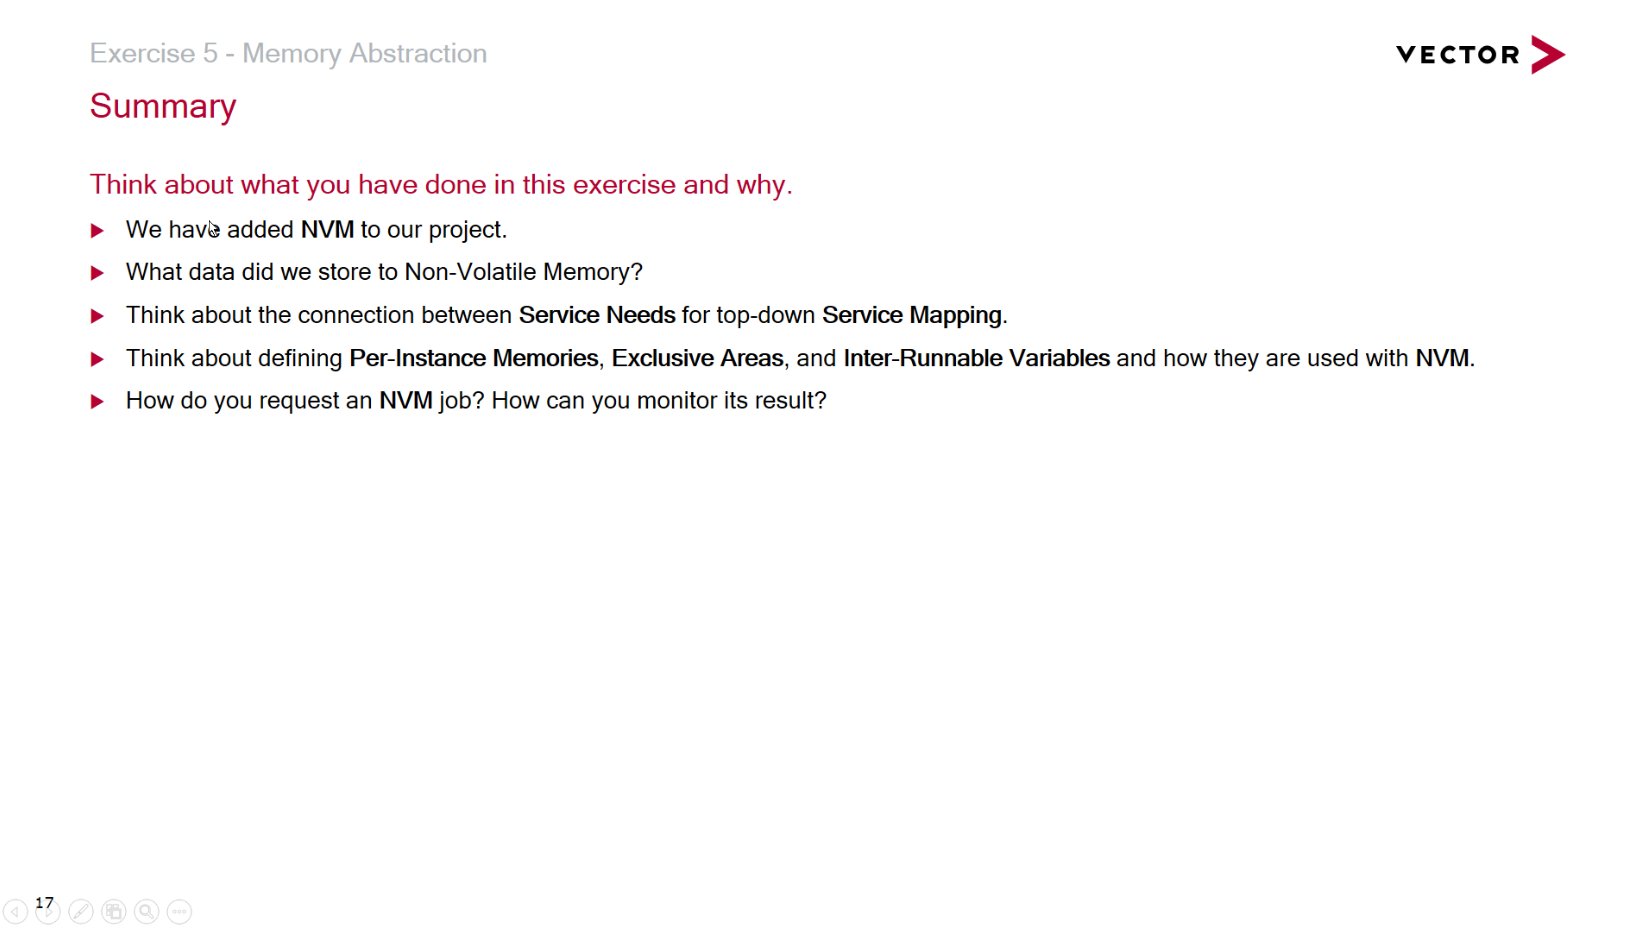 Exercise 5 - Memory Abstraction
VECTOR
Summary
Think about what you have done in this exercise and why.
We have added NVM to our project.
What data did we store to Non-Volatile Memory?
Think about the connection between Service Needs for top-down Service Mapping.
Think about defining Per-Instance Memories, Exclusive Areas, and Inter-Runnable Variables and how they are used with NVM.
How do you request an NVM job? How can you monitor its result?
17